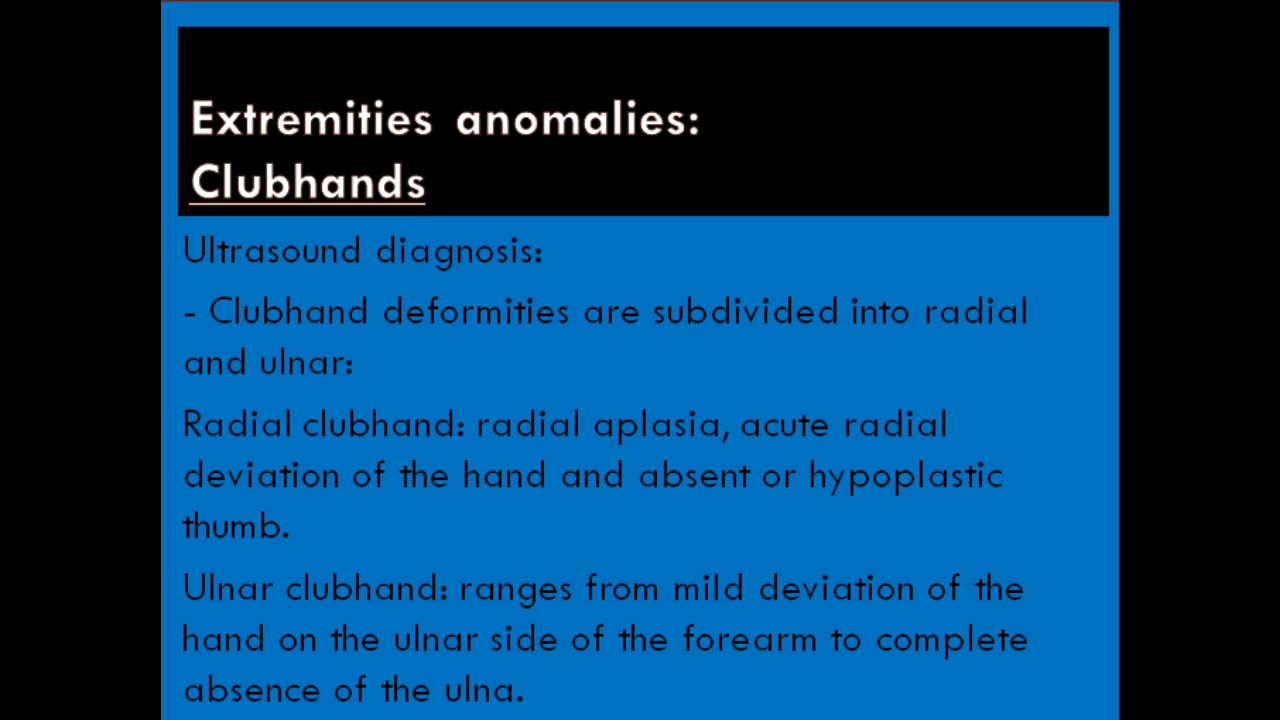 Extremities anomalies:
Clubhands
Ultrasound diagnosis:
- Clubhand deformities are subdivided into radial
and ulnar:
Radial clubhand: radial aplasia, acute radial
deviation of the hand and absent or hypoplastic
thumb.
Ulnar clubhand: ranges from mild deviation of the
hand on the ulnar side of the forearm to complete
absence of the ulna.